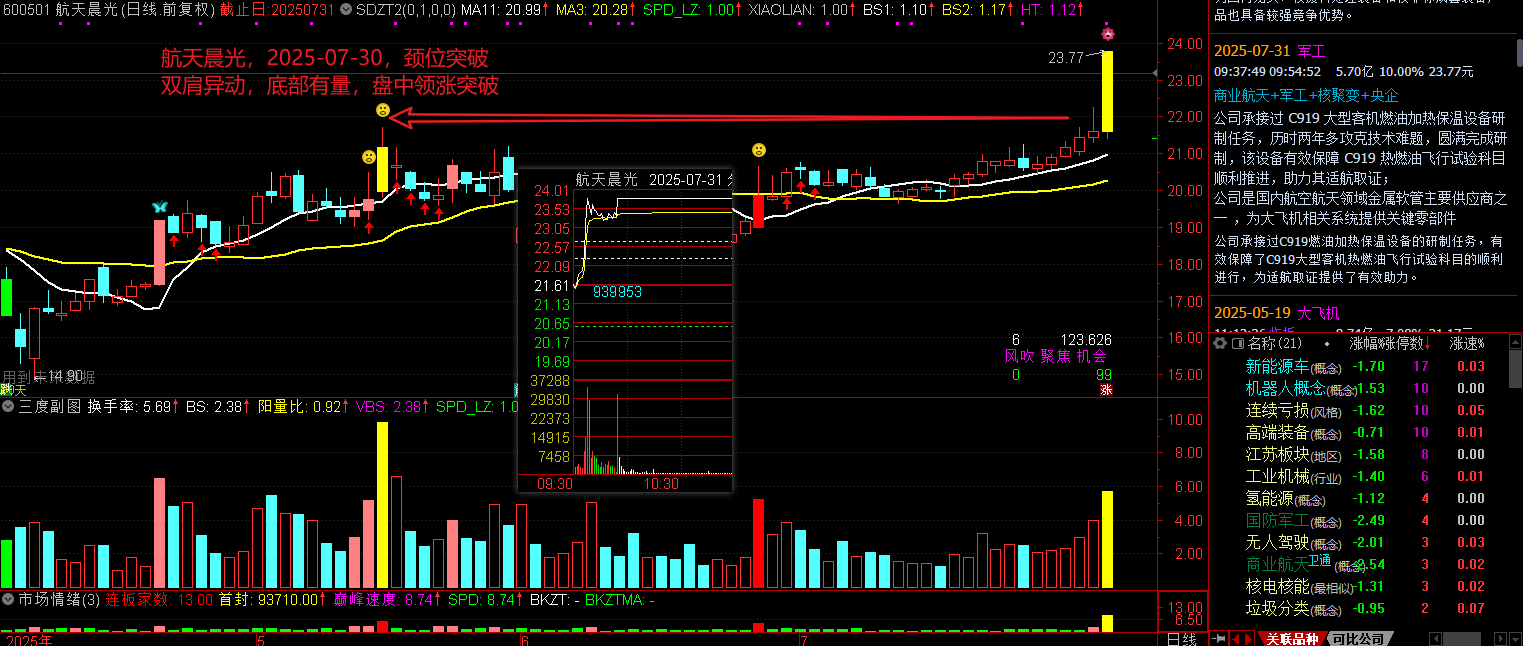 600501 航天晨光(日线 前复权) 截止日:20250731 SDZT2(0,1,0,0) MA11: 20.99↑ MA3: 20.28↑ SPD_LZ: 1.00↑ XIAOLIAN: 1.00↑ BS1: 1.10↑ BS2: 1.17↑ HT: 1.12↑
航天晨光，2025-07-30，颈位突破
双肩异动，底部有量，盘中领涨突破
23.77
24.00
23.00
22.00
21.00
20.00
19.00
18.00
17.00
16.00
15.00
航天晨光 2025-07-31
24.01
23.53
23.05
22.57
22.09
21.61
21.13
20.65
20.17
19.69
939953
37288
29830
22373
14915
7458
09:30 10:30
6 123.626
风吹 聚焦 机会
0 99
涨
14.90
三度副图 换手率: 5.69↑ BS: 2.38↑ 阳量比: 0.92↑ VBS: 2.38↑ SPD_LZ: 1.0
10.00
8.00
6.00
4.00
2.00
市场情绪(3) 连板家数: 13.00 首封: 93710.00↑ 巅峰速度: 8.74↑ SPD: 8.74↑ BKZT: - BKZTMA: -
13.00
6.50
2025年 5 6 7 日线
品也具备较强竞争优势。
2025-07-31 军工
09:37:49 09:54:52 5.70亿 10.00% 23.77元
商业航天+军工+核聚变+央企
公司承接过 C919 大型客机燃油加热保温设备研
制任务，历时两年多攻克技术难题，圆满完成研
制，该设备有效保障 C919 热燃油飞行试验科目
顺利推进，助力其适航取证；
公司是国内航空航天领域金属软管主要供应商之
一 ，为大飞机相关系统提供关键零部件
公司承接过C919燃油加热保温设备的研制任务，有
效保障了C919大型客机热燃油飞行试验科目的顺利
进行，为适航取证提供了有效助力。
2025-05-19 大飞机
名称(21) 涨幅% 涨停数↓ 涨速%
新能源车(概念) -1.70 17 0.03
机器人概念(概念) -1.53 10 0.00
连续亏损(风格) -1.62 10 0.05
高端装备(概念) -0.71 10 0.01
江苏板块(地区) -1.58 8 0.00
工业机械(行业) -1.40 6 0.01
氢能源(概念) -1.12 4 0.00
国防军工(概念) -2.49 4 0.00
无人驾驶(概念) -2.01 3 0.03
商业航天卫通(概念) -2.54 3 0.02
核电核能(最相似) -1.31 3 0.02
垃圾分类(概念) -0.95 2 0.07
关联品种 可比公司